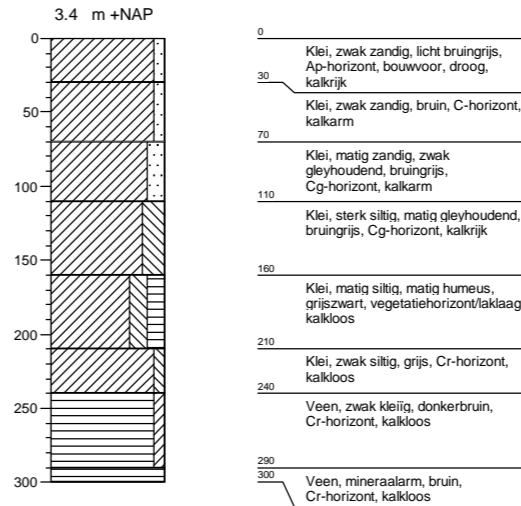 3.4 m +NAP
0
50
100
150
200
250
300
0
Klei, zwak zandig, licht bruingrijs,
Ap-horizont, bouwvoor, droog,
kalkrijk
30
Klei, zwak zandig, bruin, C-horizont,
kalkarm
70
Klei, matig zandig, zwak
gleyhoudend, bruingrijs,
Cg-horizont, kalkarm
110
Klei, sterk siltig, matig gleyhoudend,
bruingrijs, Cg-horizont, kalkrijk
160
Klei, matig siltig, matig humeus,
grijszwart, vegetatiehorizont/laklaag
kalkloos
210
Klei, zwak siltig, grijs, Cr-horizont,
kalkloos
240
Veen, zwak kleiïg, donkerbruin,
Cr-horizont, kalkloos
290
300
Veen, mineraalarm, bruin,
Cr-horizont, kalkloos